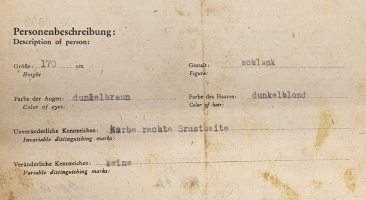 Personenbeschreibung:
Description of person:
Größe: 170 cm Gestalt: schlank
Height Figure:
Farbe der Augen: dunkelbraun Farbe des Haares: dunkelblond
Color of eyes: Color of hair:
Unveränderliche Kennzeichen: Narbe rechte Brustseite
Invariable distinguishing marks:
Veränderliche Kennzeichen: keine
Variable distinguishing marks: